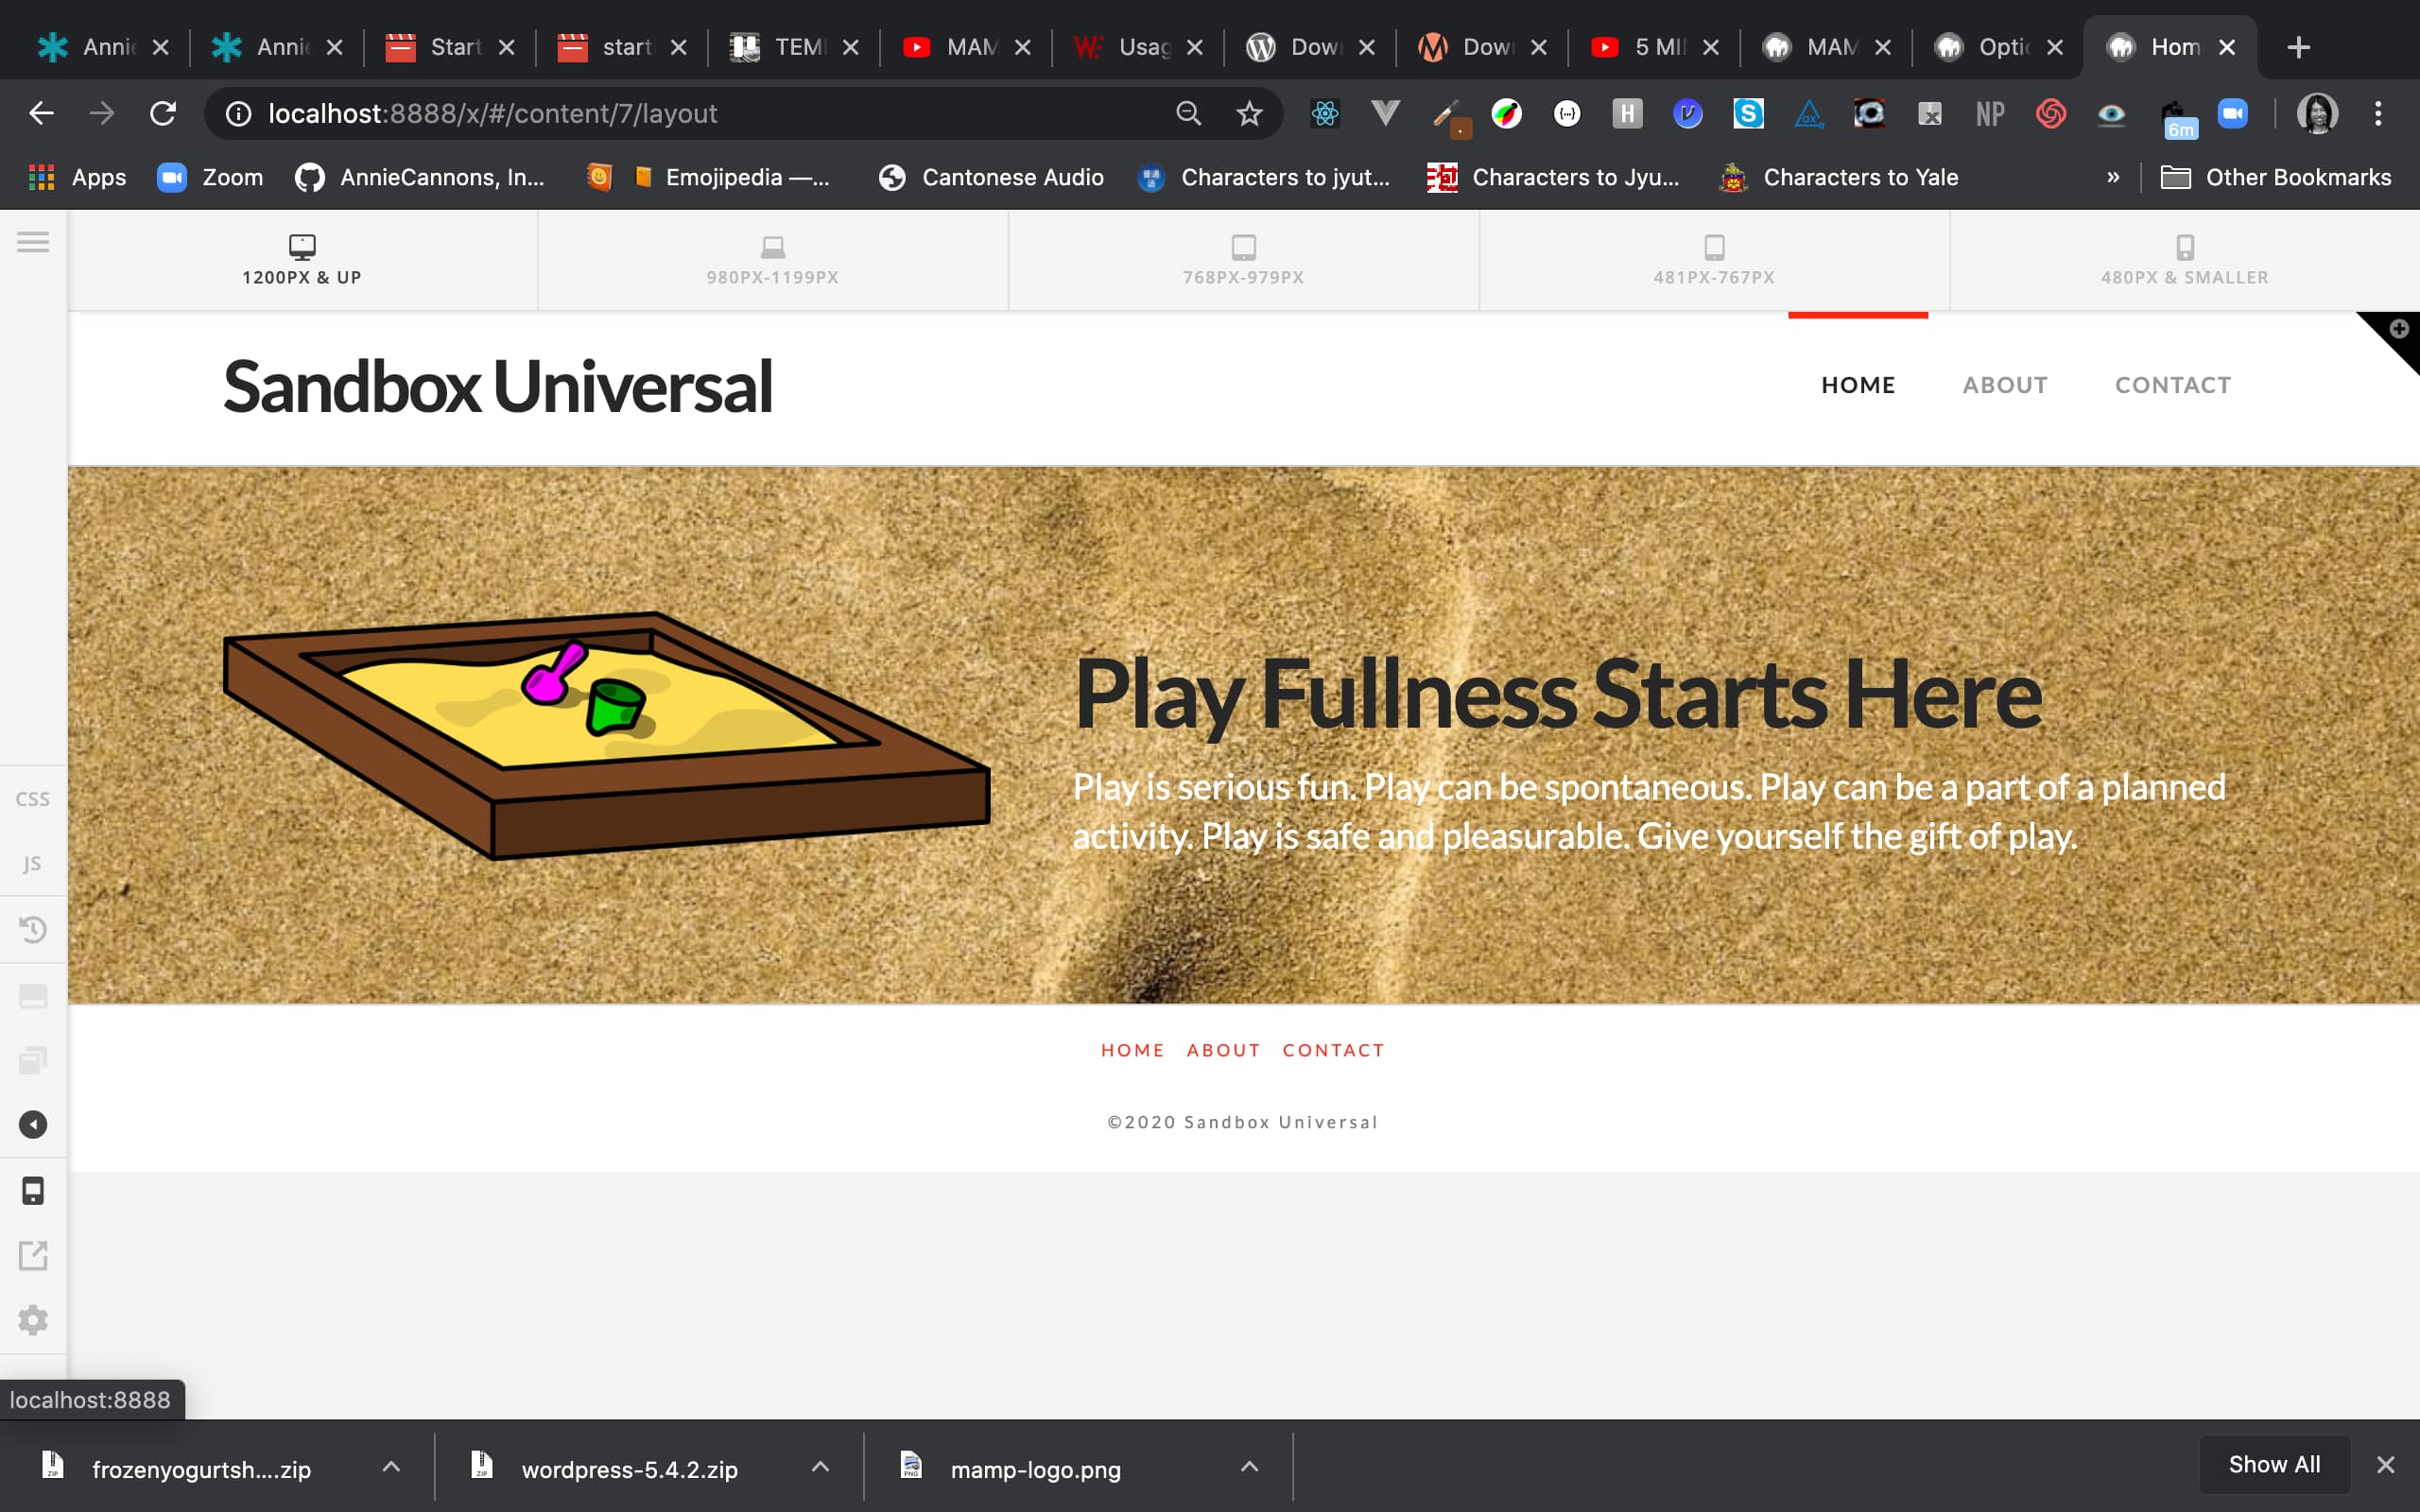 Annie Annie Start start TEMI MAM Usag Dow Dow 5 MI MAM Opti Hom
localhost:8888/x/#/content/7/layout
H S ax x NP 6m
Apps Zoom AnnieCannons, In... Emojipedia —... Cantonese Audio Characters to jyut... Characters to Jyu... Characters to Yale » Other Bookmarks
1200PX & UP 980PX-1199PX 768PX-979PX 481PX-767PX 480PX & SMALLER
Sandbox Universal
HOME ABOUT CONTACT
Play Fullness Starts Here
Play is serious fun. Play can be spontaneous. Play can be a part of a planned
activity. Play is safe and pleasurable. Give yourself the gift of play.
CSS
JS
HOME ABOUT CONTACT
©2020 Sandbox Universal
localhost:8888
frozenyogurtsh....zip wordpress-5.4.2.zip mamp-logo.png Show All